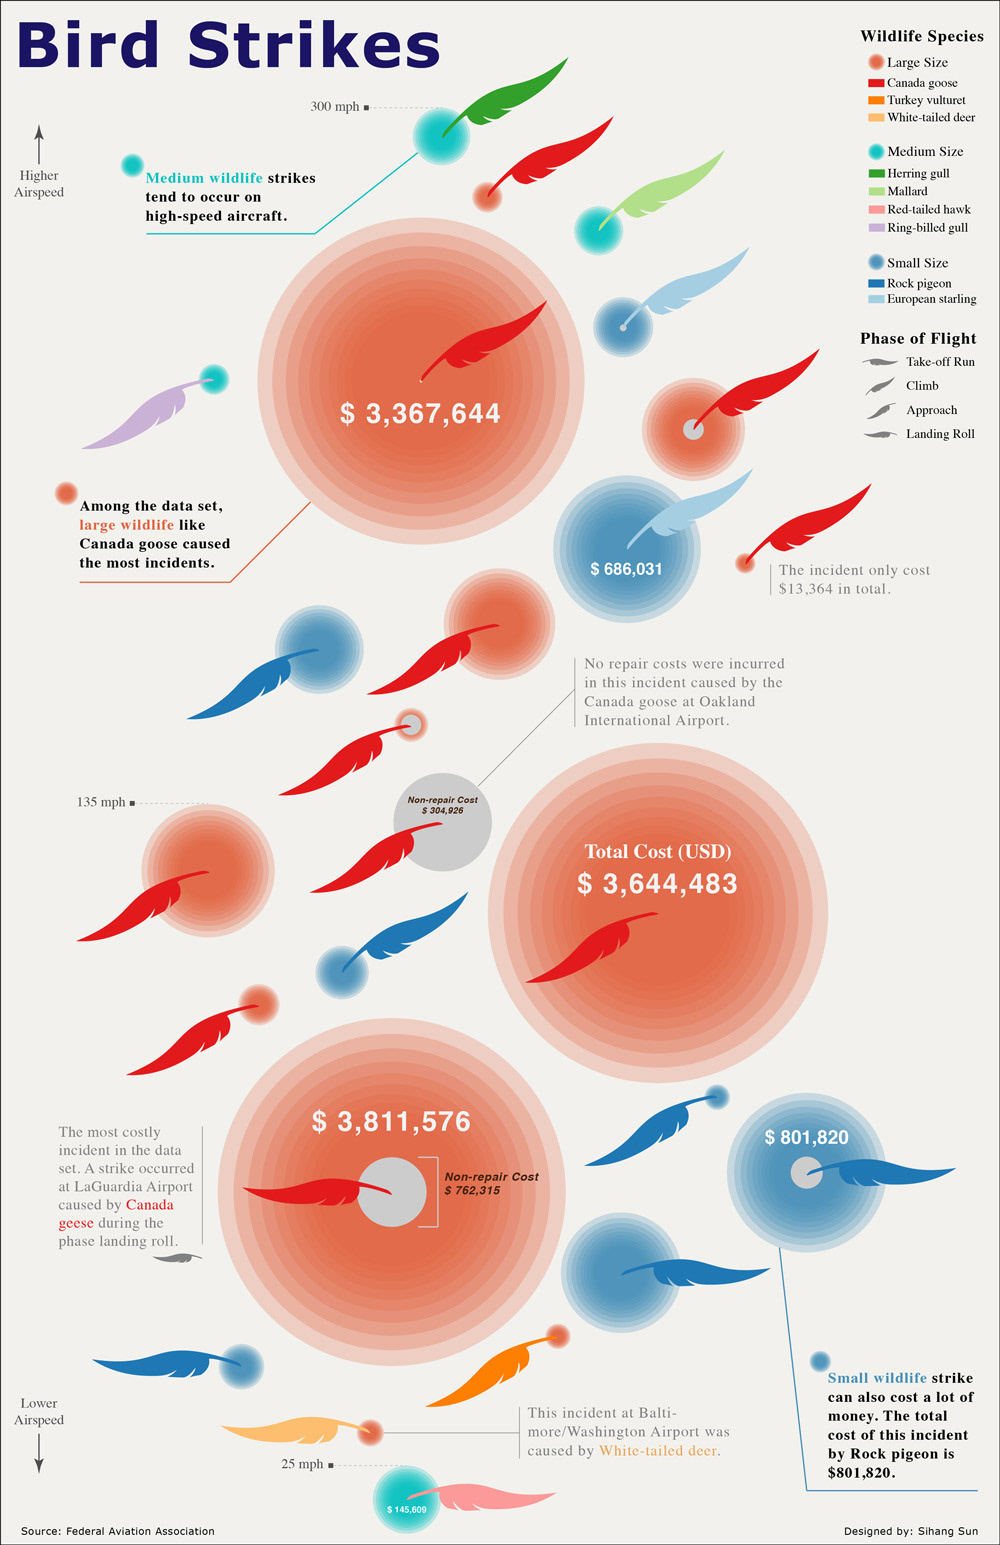 Bird Strikes
Wildlife Species
Large Size
Canada goose
Turkey vulturet
White-tailed deer
Medium Size
Herring gull
Mallard
Red-tailed hawk
Ring-billed gull
Small Size
Rock pigeon
European starling
Phase of Flight
Take-off Run
Climb
Approach
Landing Roll
300 mph
Higher
Airspeed
Medium wildlife strikes
tend to occur on
high-speed aircraft.
$ 3,367,644
Among the data set,
large wildlife like
Canada goose caused
the most incidents.
$ 686,031
The incident only cost
$13,364 in total.
No repair costs were incurred
in this incident caused by the
Canada goose at Oakland
International Airport.
135 mph
Non-repair Cost
$ 304,926
Total Cost (USD)
$ 3,644,483
$ 3,811,576
Non-repair Cost
$ 762,315
The most costly
incident in the data
set. A strike occurred
at LaGuardia Airport
caused by Canada
geese during the
phase landing roll.
$ 801,820
Small wildlife strike
can also cost a lot of
money. The total
cost of this incident
by Rock pigeon is
$801,820.
Lower
Airspeed
This incident at Balti-
more/Washington Airport was
caused by White-tailed deer.
25 mph
$ 145,609
Source: Federal Aviation Association
Designed by: Sihang Sun